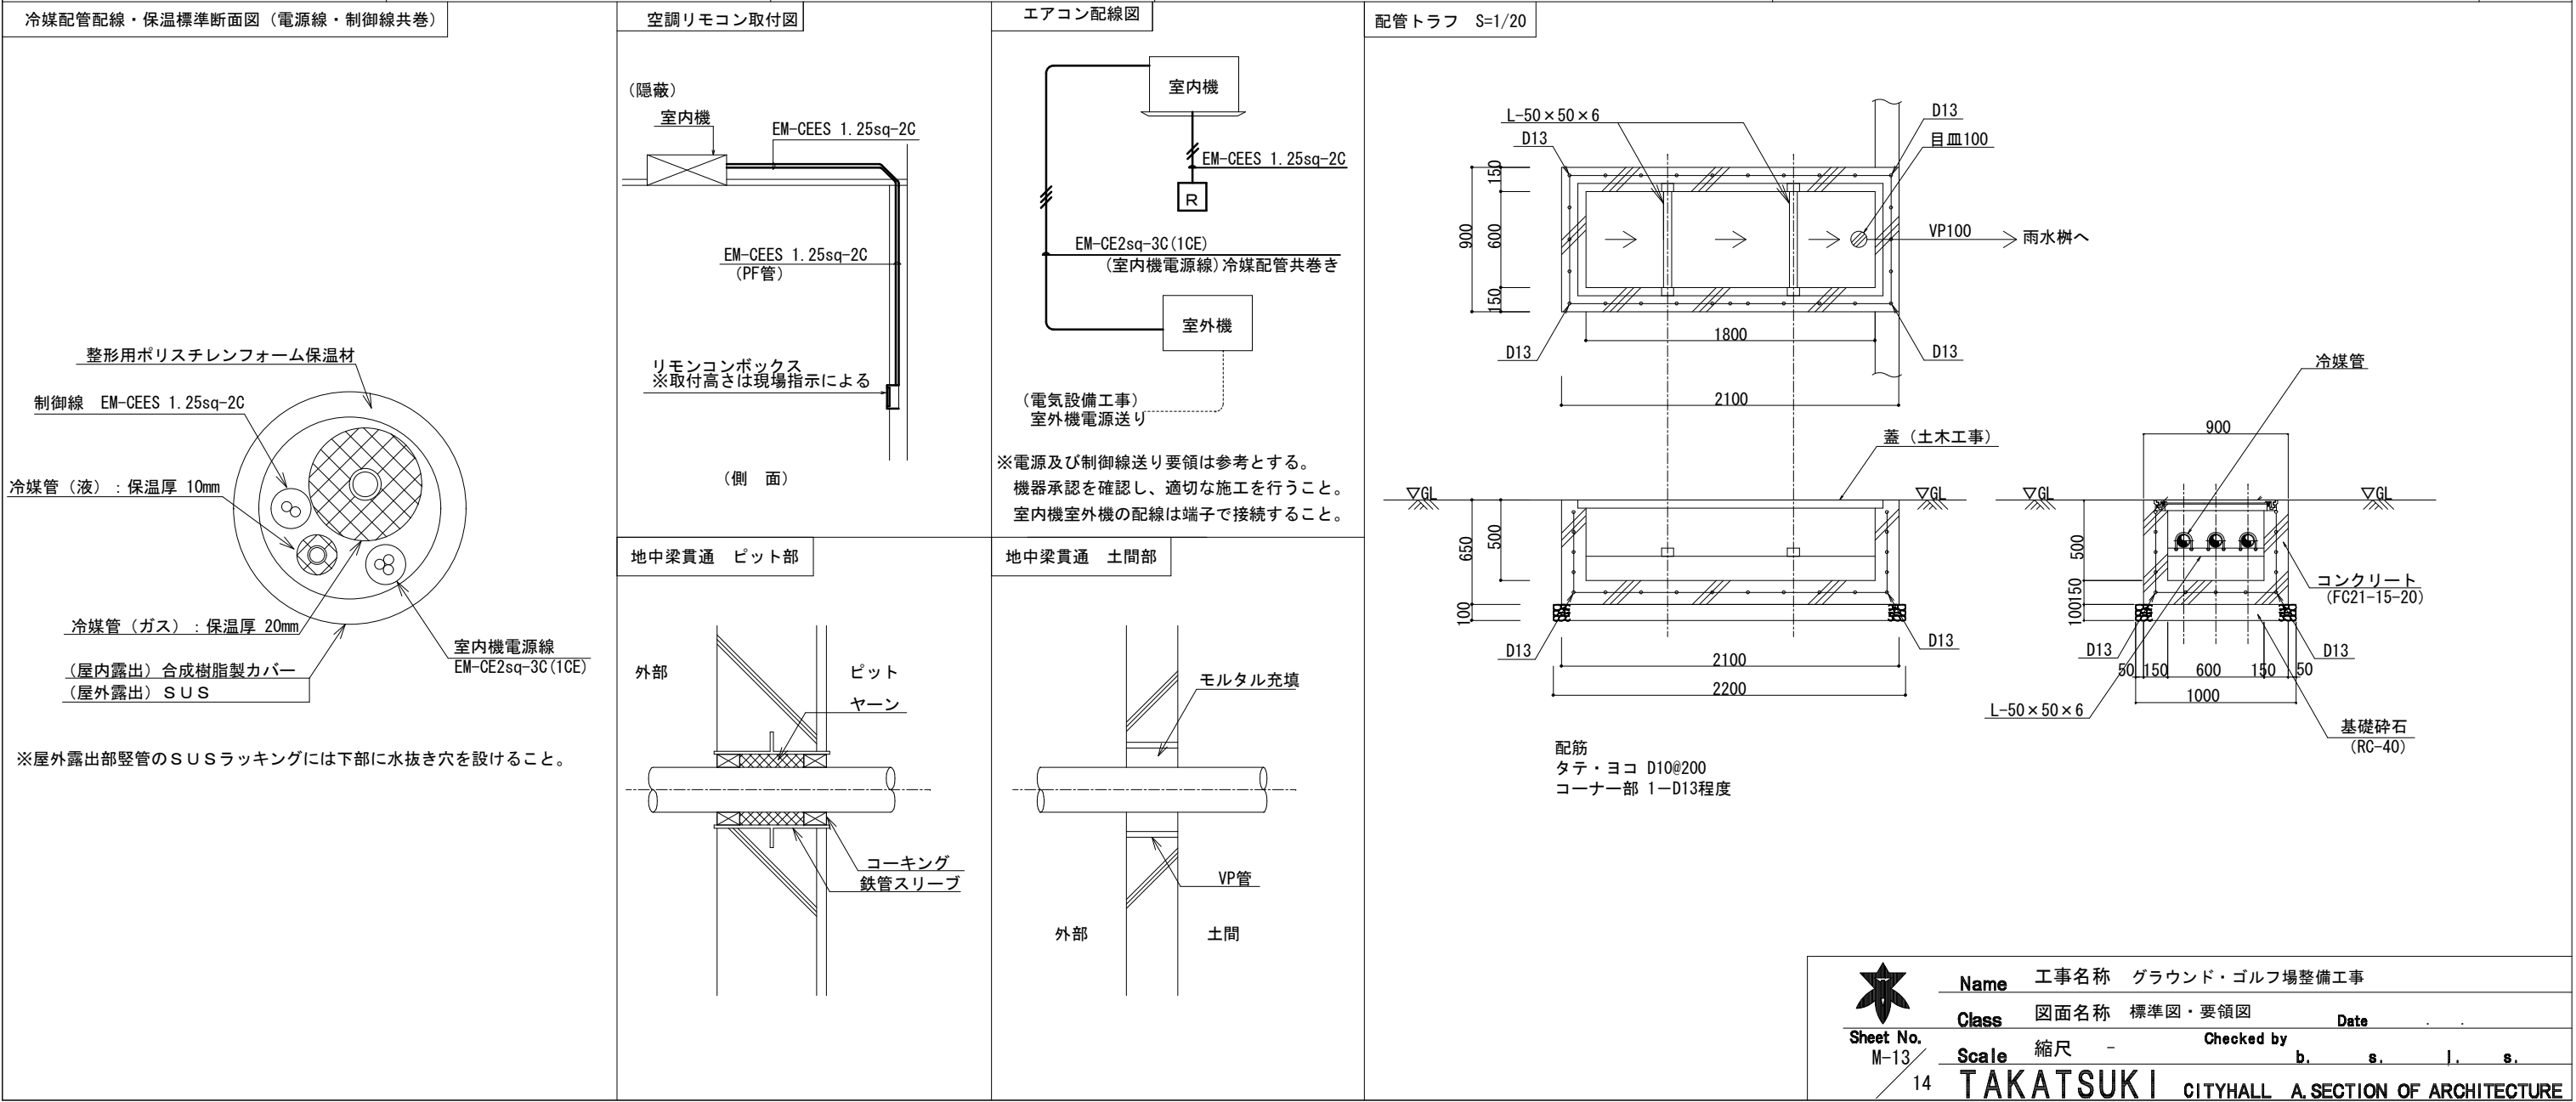 冷媒配管配線・保温標準断面図（電源線・制御線共巻）
整形用ポリスチレンフォーム保温材
制御線　EM-CEES 1.25sq-2C
冷媒管（液）：保温厚 10mm
冷媒管（ガス）：保温厚 20mm
室内機電源線
EM-CE2sq-3C(1CE)
（屋内露出）合成樹脂製カバー
（屋外露出）ＳＵＳ
※屋外露出部竪管のＳＵＳラッキングには下部に水抜き穴を設けること。
空調リモコン取付図
（隠蔽）
室内機
EM-CEES 1.25sq-2C
EM-CEES 1.25sq-2C
（PF管）
リモンコンボックス
※取付高さは現場指示による
（側　面）
エアコン配線図
室内機
EM-CEES 1.25sq-2C
R
EM-CE2sq-3C(1CE)
（室内機電源線）冷媒配管共巻き
室外機
（電気設備工事）
室外機電源送り
※電源及び制御線送り要領は参考とする。
機器承認を確認し、適切な施工を行うこと。
室内機室外機の配線は端子で接続すること。
地中梁貫通　ピット部
外部
ピット
ヤーン
コーキング
鉄管スリーブ
地中梁貫通　土間部
モルタル充填
VP管
外部
土間
配管トラフ　S=1/20
L-50×50×6
D13
D13
目皿100
150
900
600
150
VP100
雨水桝へ
1800
D13
D13
2100
蓋（土木工事）
▽GL
▽GL
650
500
100
D13
D13
2100
2200
冷媒管
900
▽GL
▽GL
500
150
100
コンクリート
（FC21-15-20）
D13
D13
50
150
600
150
50
1000
L-50×50×6
基礎砕石
（RC-40）
配筋
タテ・ヨコ D10@200
コーナー部 1－D13程度
Name　工事名称　グラウンド・ゴルフ場整備工事
Class　図面名称　標準図・要領図　Date . .
Sheet No.
M-13/14
Scale　縮尺　-　Checked by
b. s. j. s.
TAKATSUKI CITYHALL A.SECTION OF ARCHITECTURE